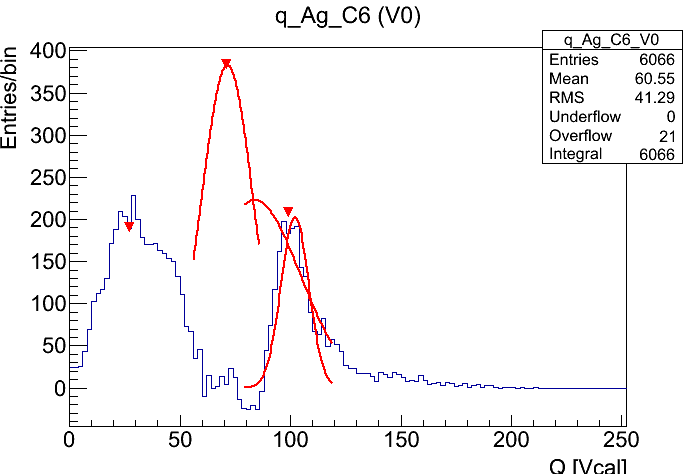 q_Ag_C6 (V0)
q_Ag_C6_V0
Entries 6066
Mean 60.55
RMS 41.29
Underflow 0
Overflow 21
Integral 6066
Entries/bin
400
350
300
250
200
150
100
50
0
0 50 100 150 200 250
Q [Vcal]